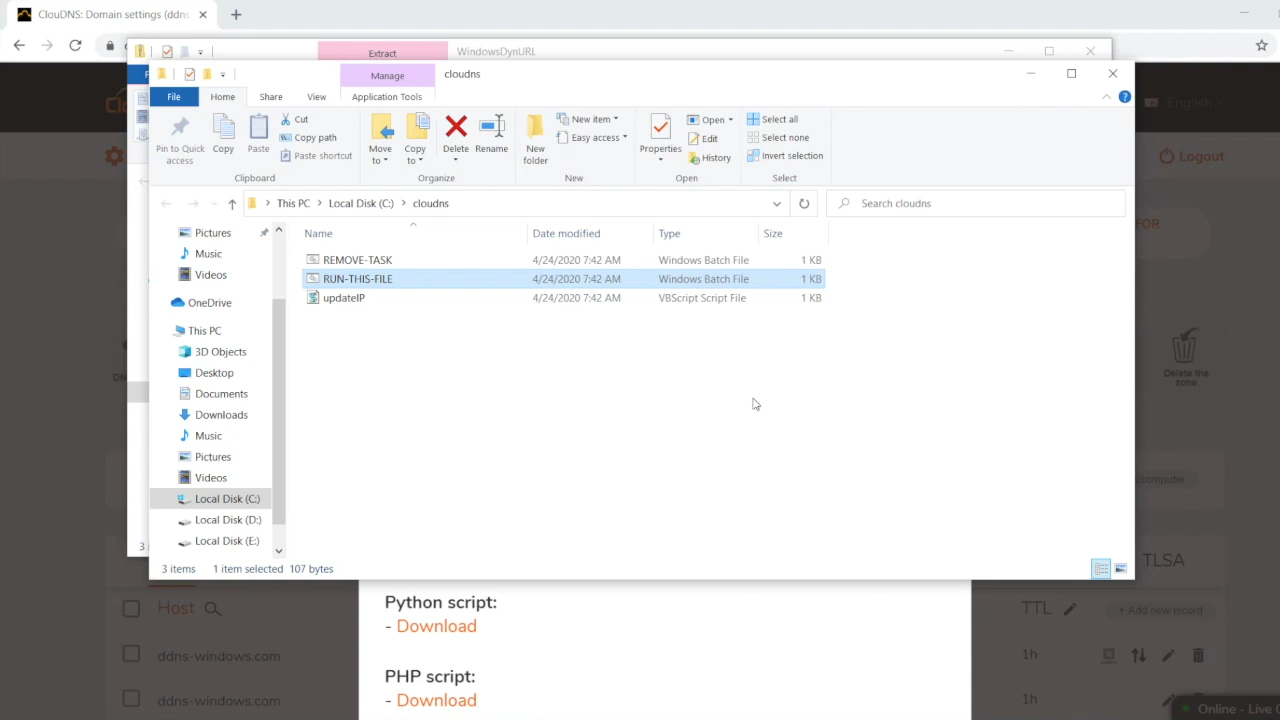 ClouDNS: Domain settings (ddns
Extract WindowsDynURL
Manage cloudns
File Home Share View Application Tools
Pin to Quick access
Copy
Paste
Cut
Copy path
Paste shortcut
Clipboard
Move to
Copy to
Delete
Rename
Organize
New folder
New item
Easy access
New
Properties
Open
Edit
History
Open
Select all
Select none
Invert selection
Select
English
Logout
This PC Local Disk (C:) cloudns
Search cloudns
FOR
Name Date modified Type Size
REMOVE-TASK 4/24/2020 7:42 AM Windows Batch File 1 KB
RUN-THIS-FILE 4/24/2020 7:42 AM Windows Batch File 1 KB
updateIP 4/24/2020 7:42 AM VBScript Script File 1 KB
Pictures
Music
Videos
OneDrive
This PC
3D Objects
Desktop
Documents
Downloads
Music
Pictures
Videos
Local Disk (C:)
Local Disk (D:)
Local Disk (E:)
Delete the zone
computer
3 items 1 item selected 107 bytes
TLSA
Python script:
- Download
PHP script:
- Download
Host
TTL
+ Add new record
ddns-windows.com 1h
ddns-windows.com 1h
Online - Live